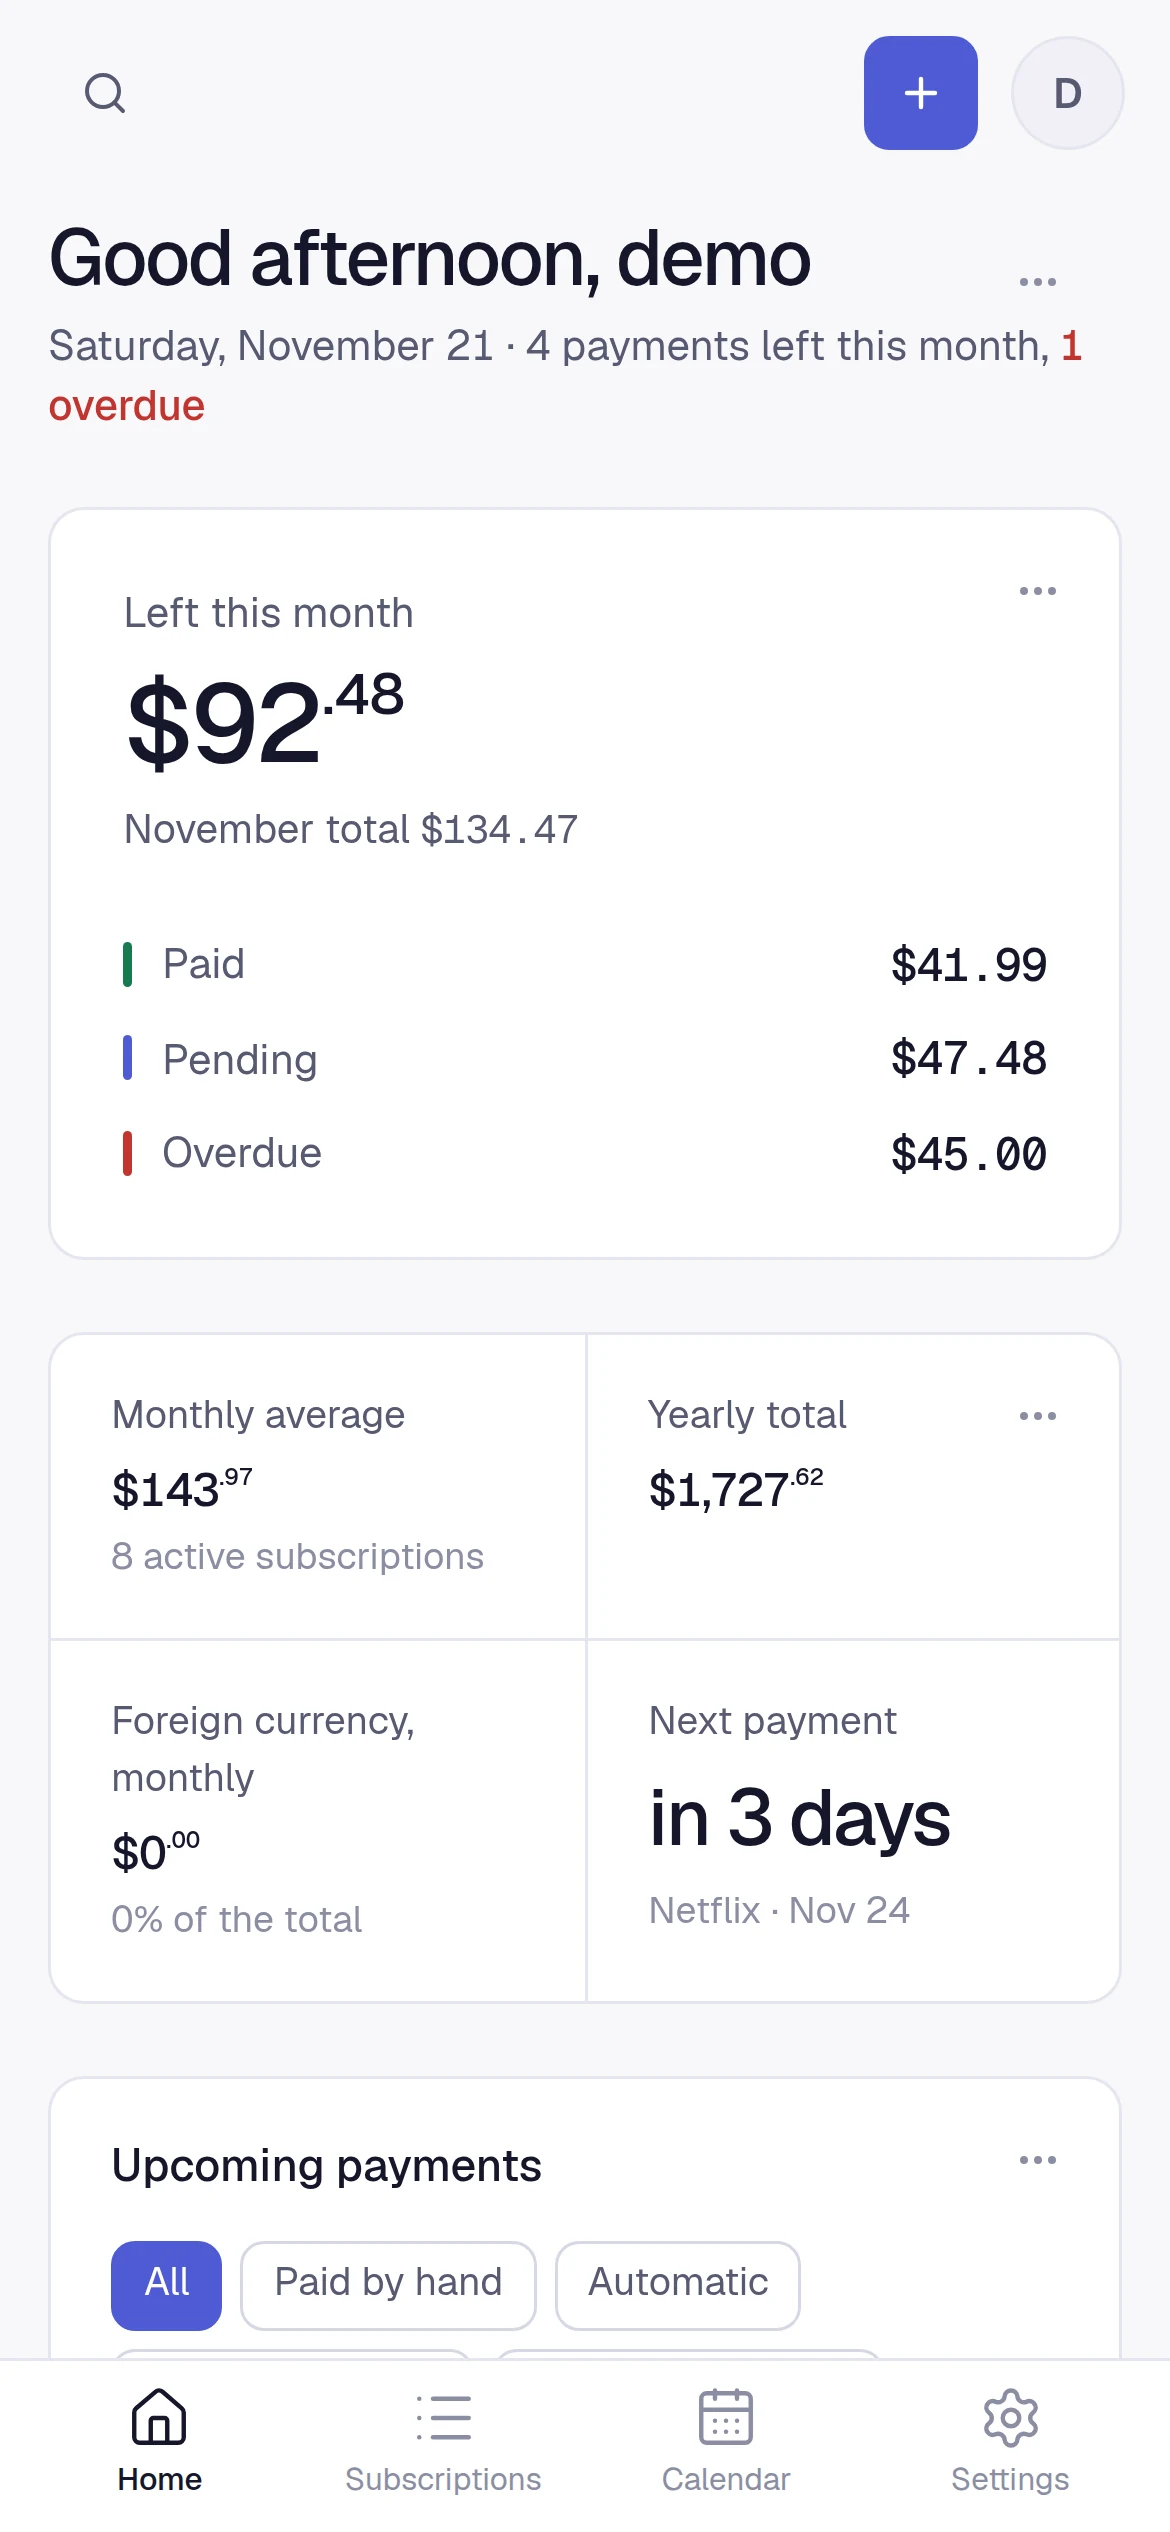 D
Good afternoon, demo
Saturday, November 21 · 4 payments left this month, 1
overdue
Left this month
$92.48
November total $134.47
Paid $41.99
Pending $47.48
Overdue $45.00
Monthly average
$143.97
8 active subscriptions
Yearly total
$1,727.62
Foreign currency,
monthly
$0.00
0% of the total
Next payment
in 3 days
Netflix · Nov 24
Upcoming payments
All Paid by hand Automatic
Home Subscriptions Calendar Settings